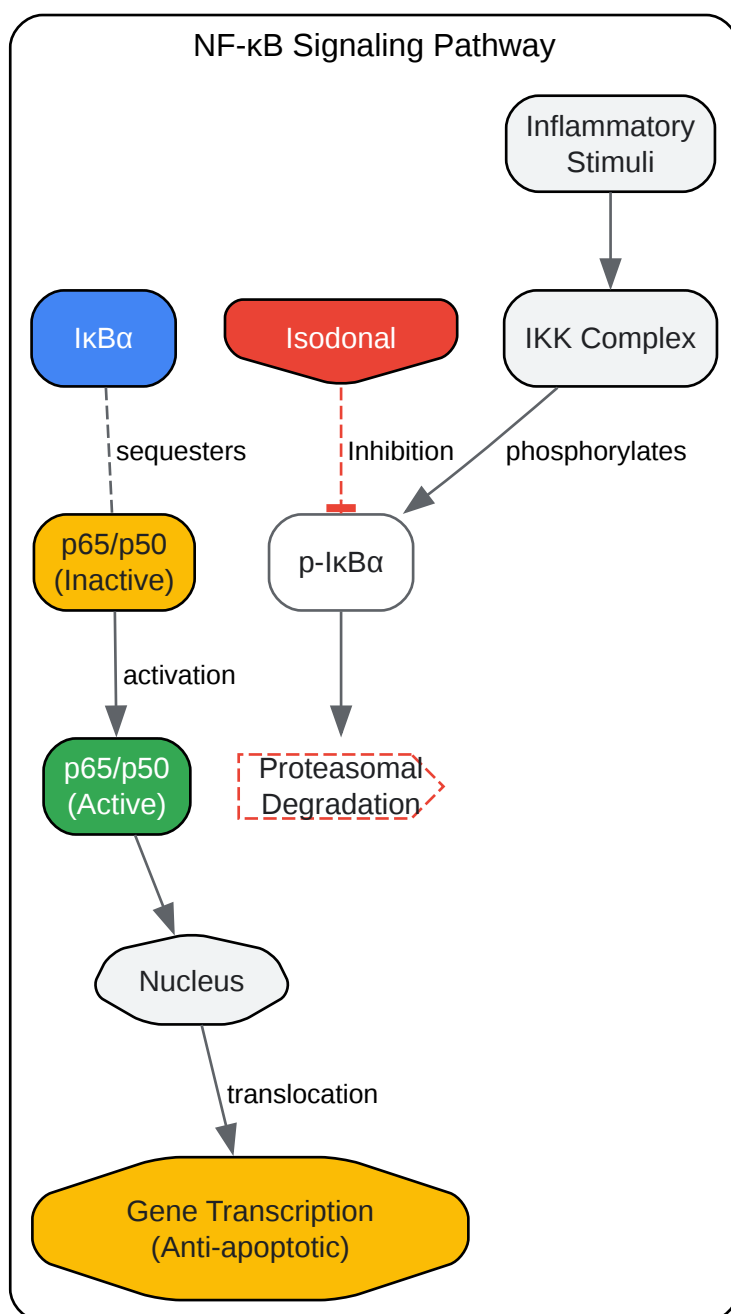 NF-κB Signaling Pathway
Inflammatory
Stimuli
IκBα
Isodonal
IKK Complex
sequesters
Inhibition
phosphorylates
p65/p50
(Inactive)
p-IκBα
activation
p65/p50
(Active)
Proteasomal
Degradation
Nucleus
translocation
Gene Transcription
(Anti-apoptotic)